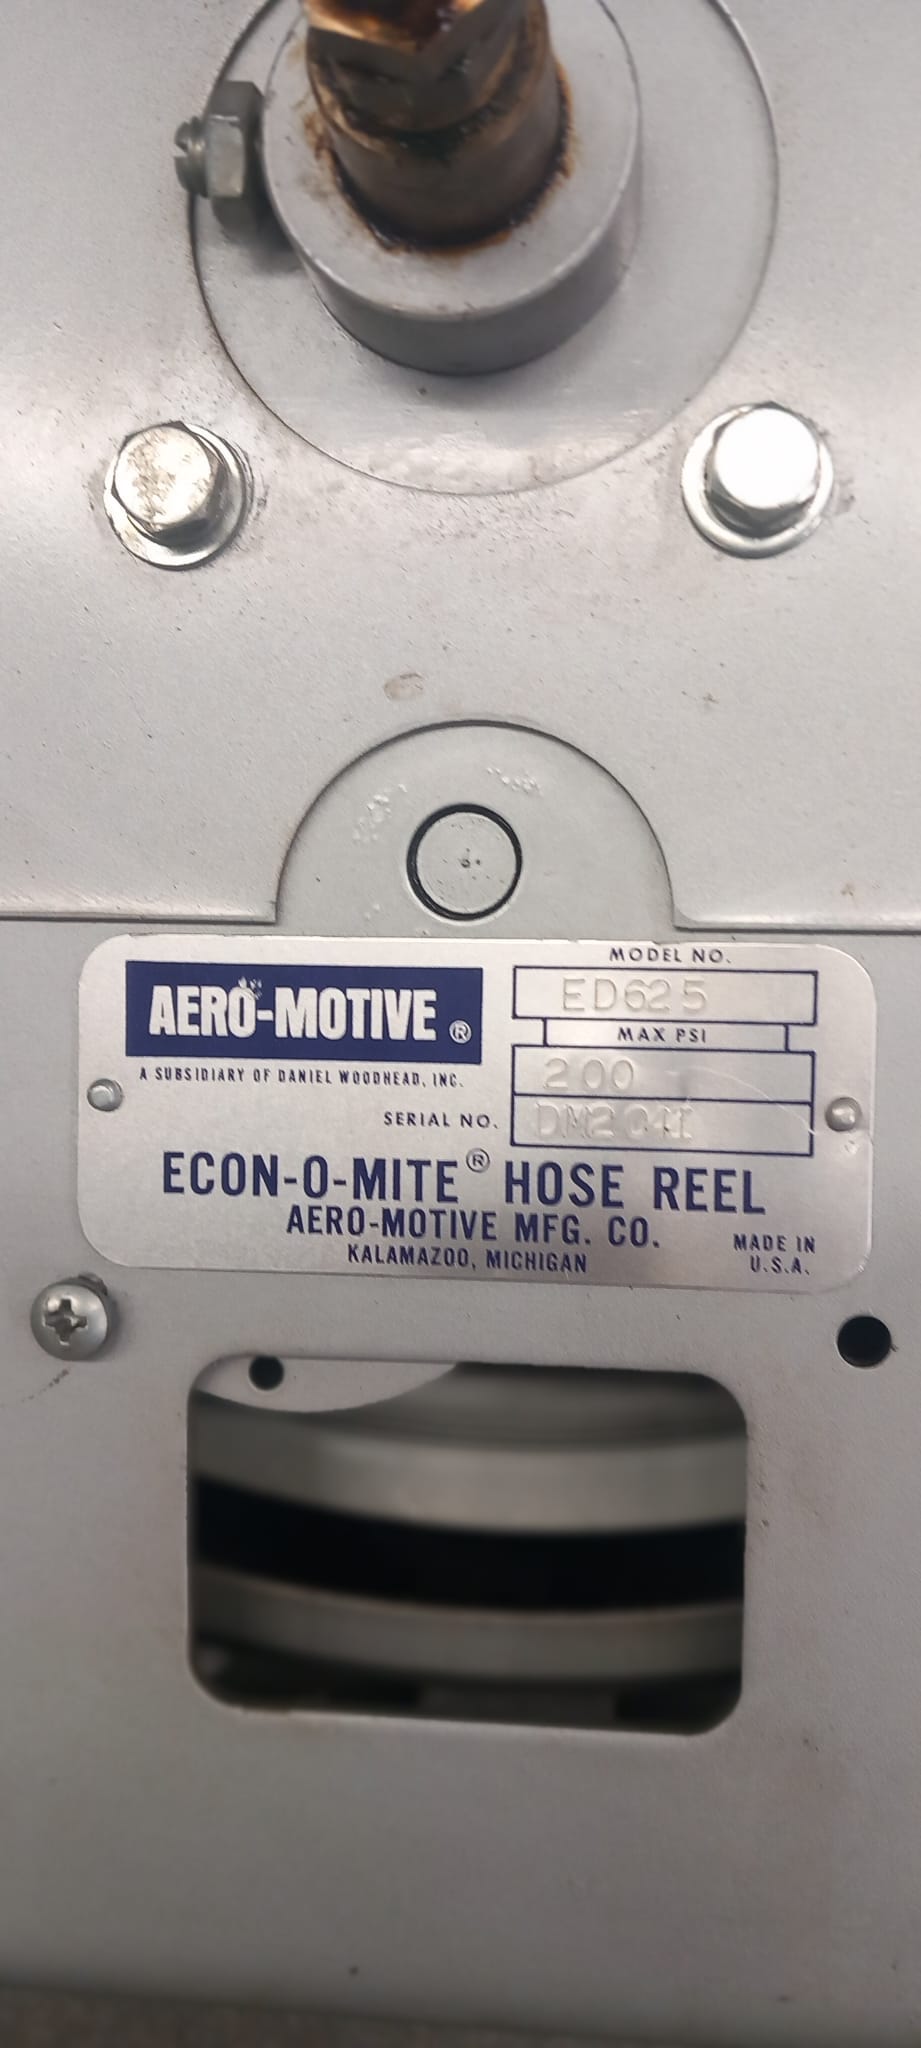 MODEL NO.
AERO-MOTIVE ®
ED625
MAX PSI
A SUBSIDIARY OF DANIEL WOODHEAD, INC.
200
SERIAL NO.
DM2041
ECON-O-MITE® HOSE REEL
AERO-MOTIVE MFG. CO.
KALAMAZOO, MICHIGAN
MADE IN
U.S.A.